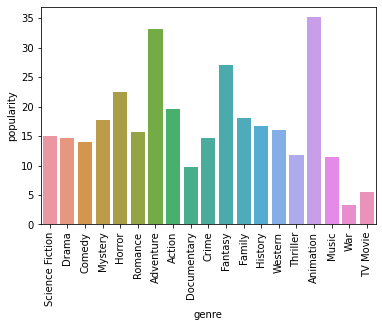 35
30
25
20
15
10
5
0
popularity
Science Fiction
Drama
Comedy
Mystery
Horror
Romance
Adventure
Action
Documentary
Crime
Fantasy
Family
History
Western
Thriller
Animation
Music
War
TV Movie
genre